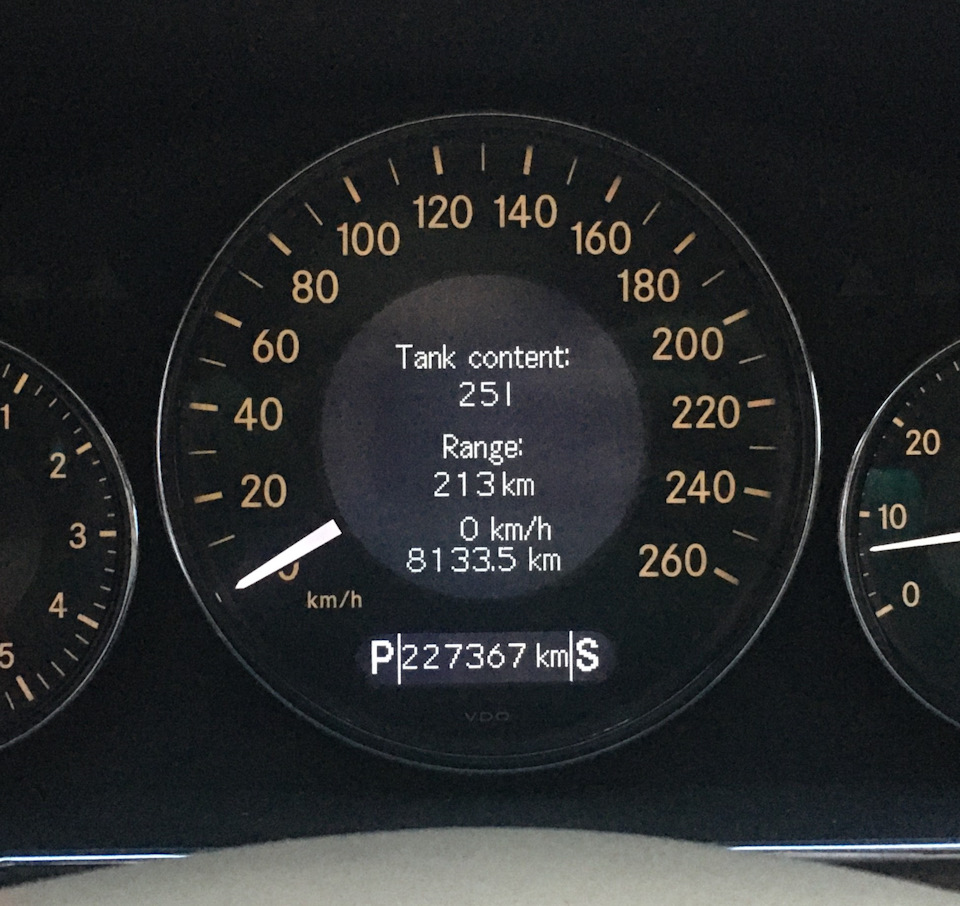 120 140
100 160
80 180
60 200
40 220
20 240
0 260
km/h
Tank content:
25 l
Range:
213 km
0 km/h
8133.5 km
P 227367 km S
VDO
1
2
3
4
5
20
10
0